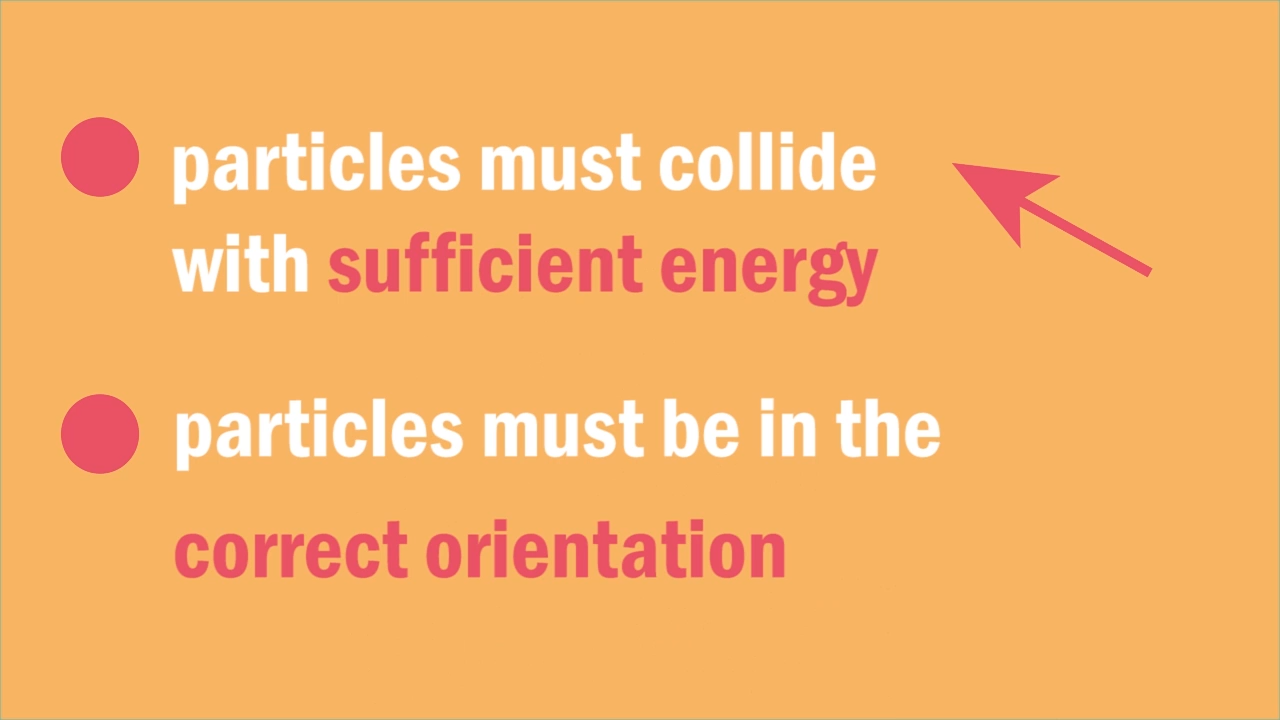 particles must collide
with sufficient energy
particles must be in the
correct orientation